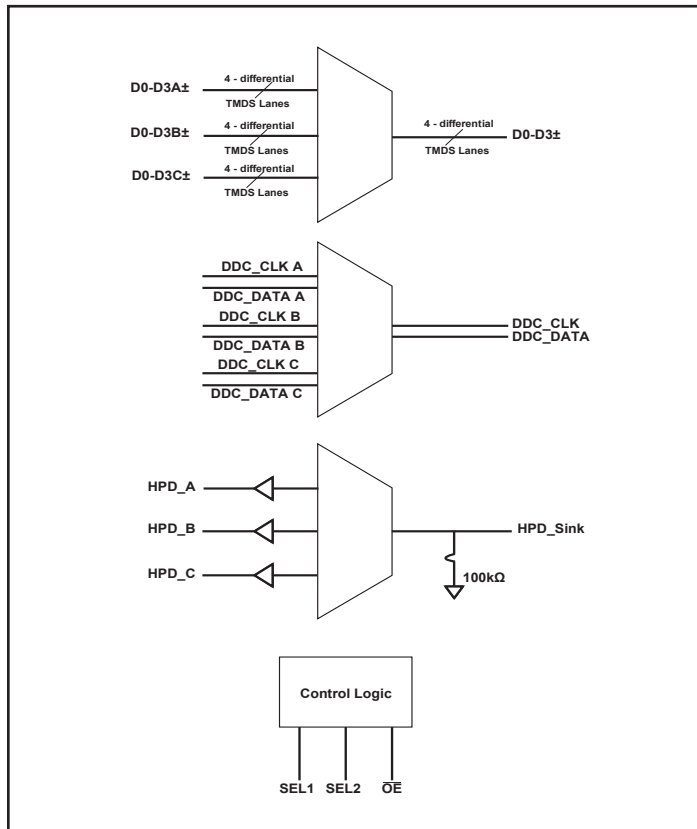 4 - differential
D0-D3A±
TMDS Lanes
4 - differential
D0-D3B±
TMDS Lanes
4 - differential
D0-D3C±
TMDS Lanes
4 - differential
D0-D3±
TMDS Lanes
DDC_CLK A
DDC_DATA A
DDC_CLK B
DDC_DATA B
DDC_CLK C
DDC_DATA C
DDC_CLK
DDC_DATA
HPD_A
HPD_B
HPD_C
HPD_Sink
100kΩ
Control Logic
SEL1 SEL2 O̅E̅